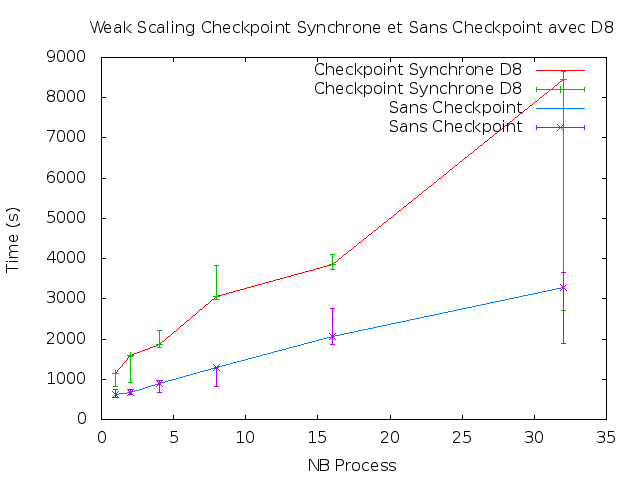 Weak Scaling Checkpoint Synchrone et Sans Checkpoint avec D8
Checkpoint Synchrone D8
Checkpoint Synchrone D8
Sans Checkpoint
Sans Checkpoint
9000
8000
7000
6000
5000
4000
3000
2000
1000
0
Time (s)
0 5 10 15 20 25 30 35
NB Process